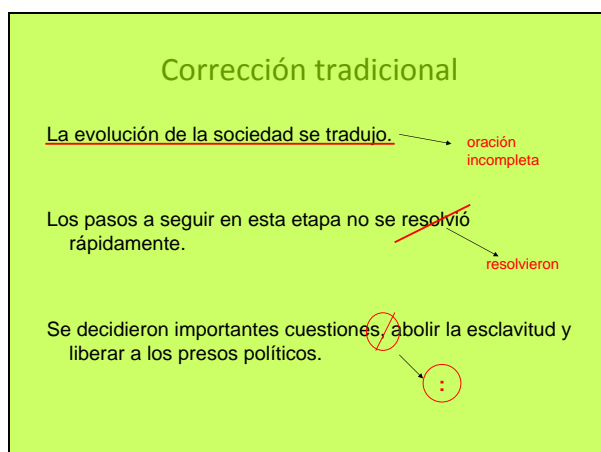 Corrección tradicional
La evolución de la sociedad se tradujo.
oración
incompleta
Los pasos a seguir en esta etapa no se resolvió
rápidamente.
resolvieron
Se decidieron importantes cuestiones, abolir la esclavitud y
liberar a los presos políticos.
: